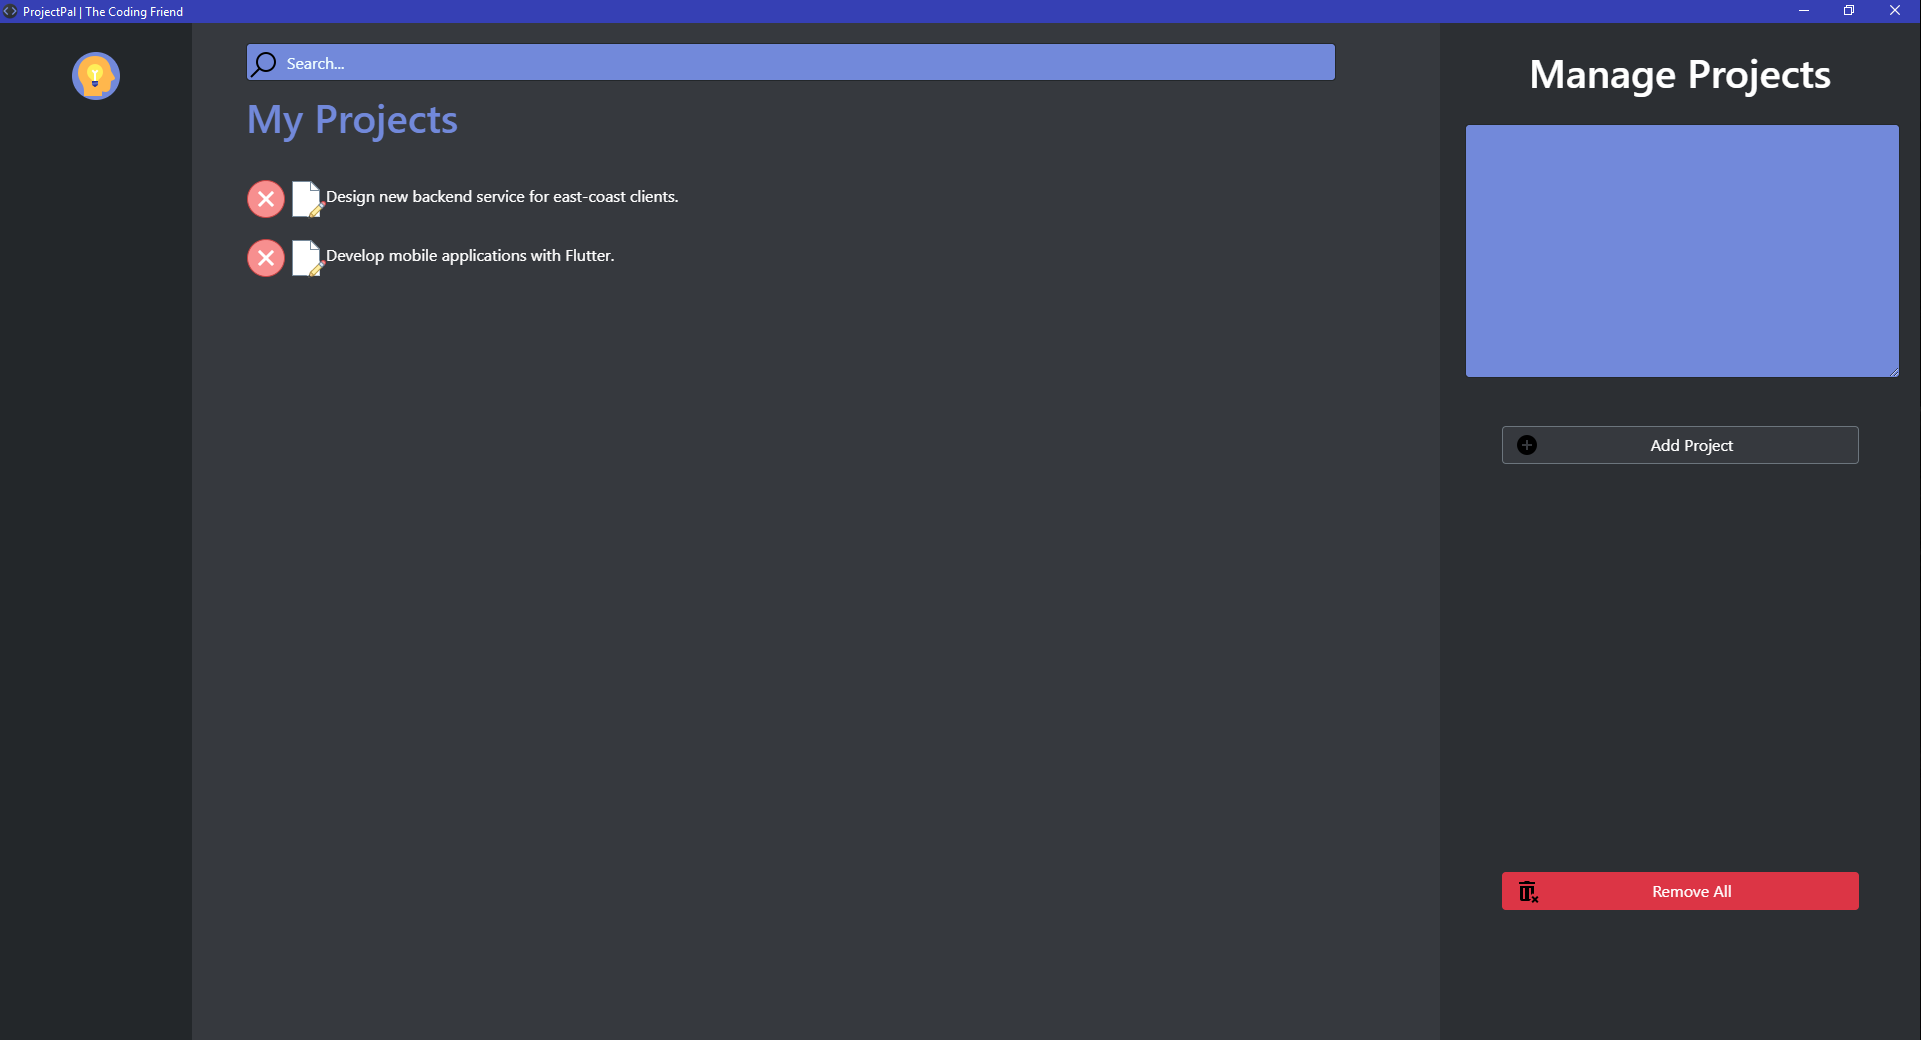 ProjectPal | The Coding Friend
Search...
My Projects
Design new backend service for east-coast clients.
Develop mobile applications with Flutter.
Manage Projects
Add Project
Remove All